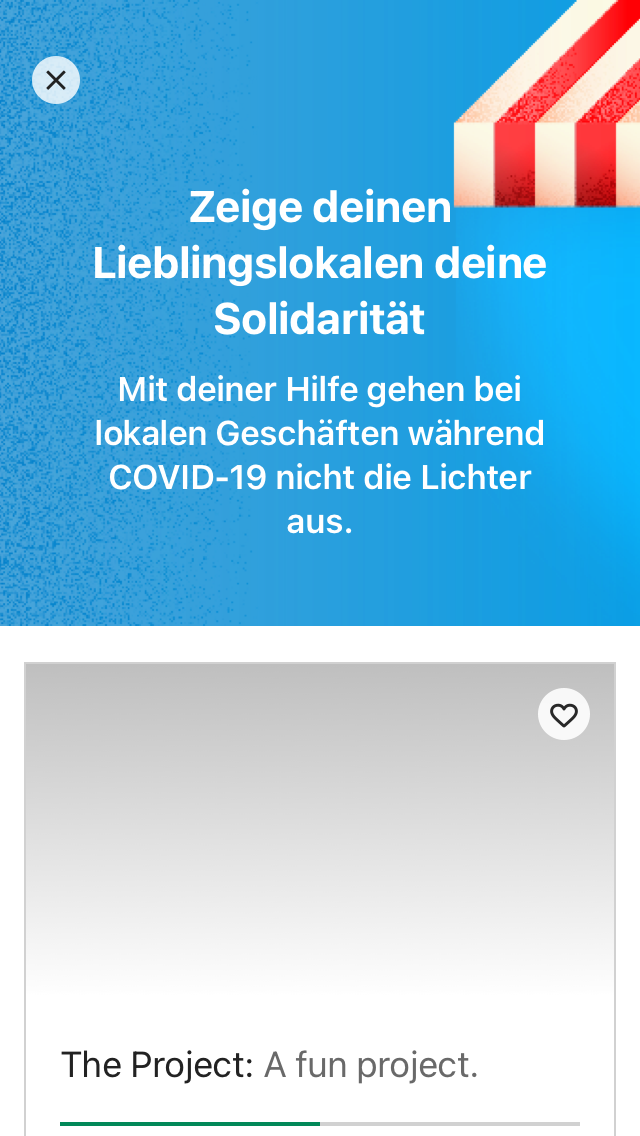 Zeige deinen
Lieblingslokalen deine
Solidarität
Mit deiner Hilfe gehen bei
lokalen Geschäften während
COVID-19 nicht die Lichter
aus.
The Project: A fun project.